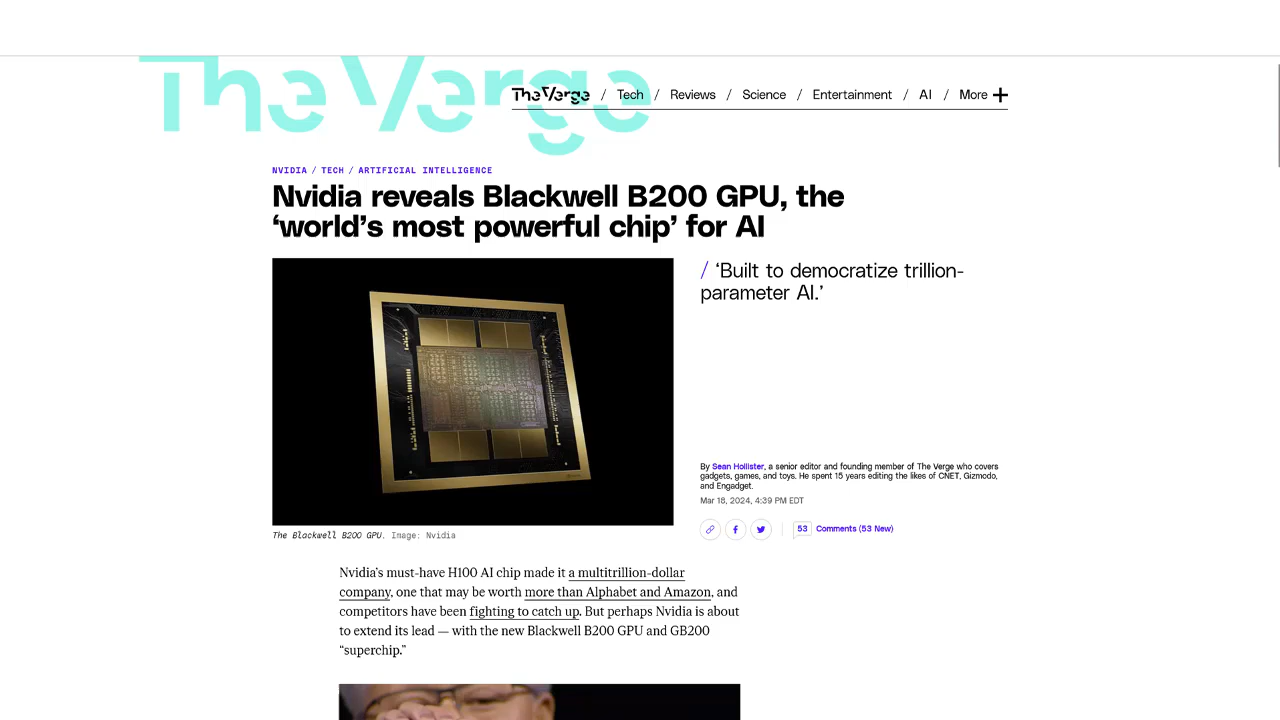 The Verge
The Verge / Tech / Reviews / Science / Entertainment / AI / More +
NVIDIA / TECH / ARTIFICIAL INTELLIGENCE
Nvidia reveals Blackwell B200 GPU, the
‘world’s most powerful chip’ for AI
/ ‘Built to democratize trillion-
parameter AI.’
By Sean Hollister, a senior editor and founding member of The Verge who covers
gadgets, games, and toys. He spent 15 years editing the likes of CNET, Gizmodo,
and Engadget.
Mar 18, 2024, 4:39 PM EDT
53 Comments (53 New)
The Blackwell B200 GPU. Image: Nvidia
Nvidia’s must-have H100 AI chip made it a multitrillion-dollar
company, one that may be worth more than Alphabet and Amazon, and
competitors have been fighting to catch up. But perhaps Nvidia is about
to extend its lead — with the new Blackwell B200 GPU and GB200
“superchip.”